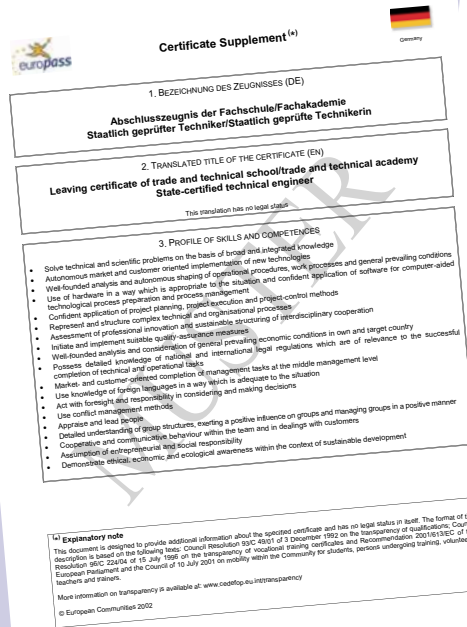 europass
Certificate Supplement (*)
Germany
1. BEZEICHNUNG DES ZEUGNISSES (DE)
Abschlusszeugnis der Fachschule/Fachakademie
Staatlich geprüfter Techniker/Staatlich geprüfte Technikerin
2. TRANSLATED TITLE OF THE CERTIFICATE (EN)
Leaving certificate of trade and technical school/trade and technical academy
State-certified technical engineer
This translation has no legal status
3. PROFILE OF SKILLS AND COMPETENCES
• Solve technical and scientific problems on the basis of broad and integrated knowledge
• Autonomous market and customer oriented implementation of new technologies
• Well-founded analysis and autonomous shaping of operational procedures, work processes and general prevailing conditions
• Use of hardware in a way which is appropriate to the situation and confident application of software for computer-aided
technological process preparation and process management
• Confident application of project planning, project execution and project-control methods
• Represent and structure complex technical and organisational processes
• Assessment of professional innovation and sustainable structuring of interdisciplinary cooperation
• Initiate and implement suitable quality-assurance measures
• Well-founded analysis and consideration of general prevailing economic conditions in own and target country
• Possess detailed knowledge of national and international legal regulations which are of relevance to the successful
completion of technical and operational tasks
• Market- and customer-oriented completion of management tasks at the middle management level
• Use knowledge of foreign languages in a way which is adequate to the situation
• Act with foresight and responsibility in considering and making decisions
• Use conflict management methods
• Appraise and lead people
• Detailed understanding of group structures, exerting a positive influence on groups and managing groups in a positive manner
• Cooperative and communicative behaviour within the team and in dealings with customers
• Assumption of entrepreneurial and social responsibility
• Demonstrate ethical, economic and ecological awareness within the context of sustainable development
MUSTER
(*) Explanatory note
This document is designed to provide additional information about the specified certificate and has no legal status in itself. The format of
description is based on the following texts: Council Resolution 93/C 49/01 of 3 December 1992 on the transparency of qualifications;
Resolution 96/C 224/04 of 15 July 1996 on the transparency of vocational training certificates and Recommendation 2001/613/EC of
European Parliament and the Council of 10 July 2001 on mobility within the Community for students, persons undergoing training,
teachers and trainers.
More information on transparency is available at: www.cedefop.eu.int/transparency
© European Communities 2002